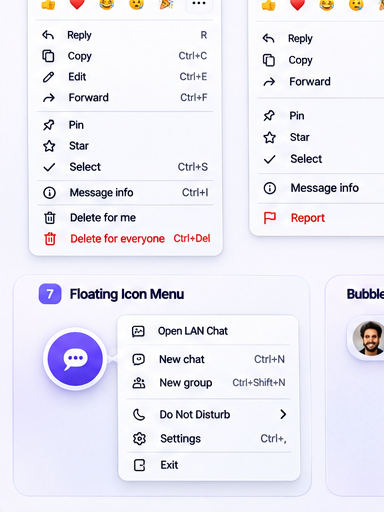 Reply R
Copy Ctrl+C
Edit Ctrl+E
Forward Ctrl+F
Pin
Star
Select Ctrl+S
Message info Ctrl+I
Delete for me
Delete for everyone Ctrl+Del
Reply
Copy
Forward
Pin
Star
Select
Message info
Report
7 Floating Icon Menu
Open LAN Chat
New chat Ctrl+N
New group Ctrl+Shift+N
Do Not Disturb
Settings Ctrl+,
Exit
Bubble